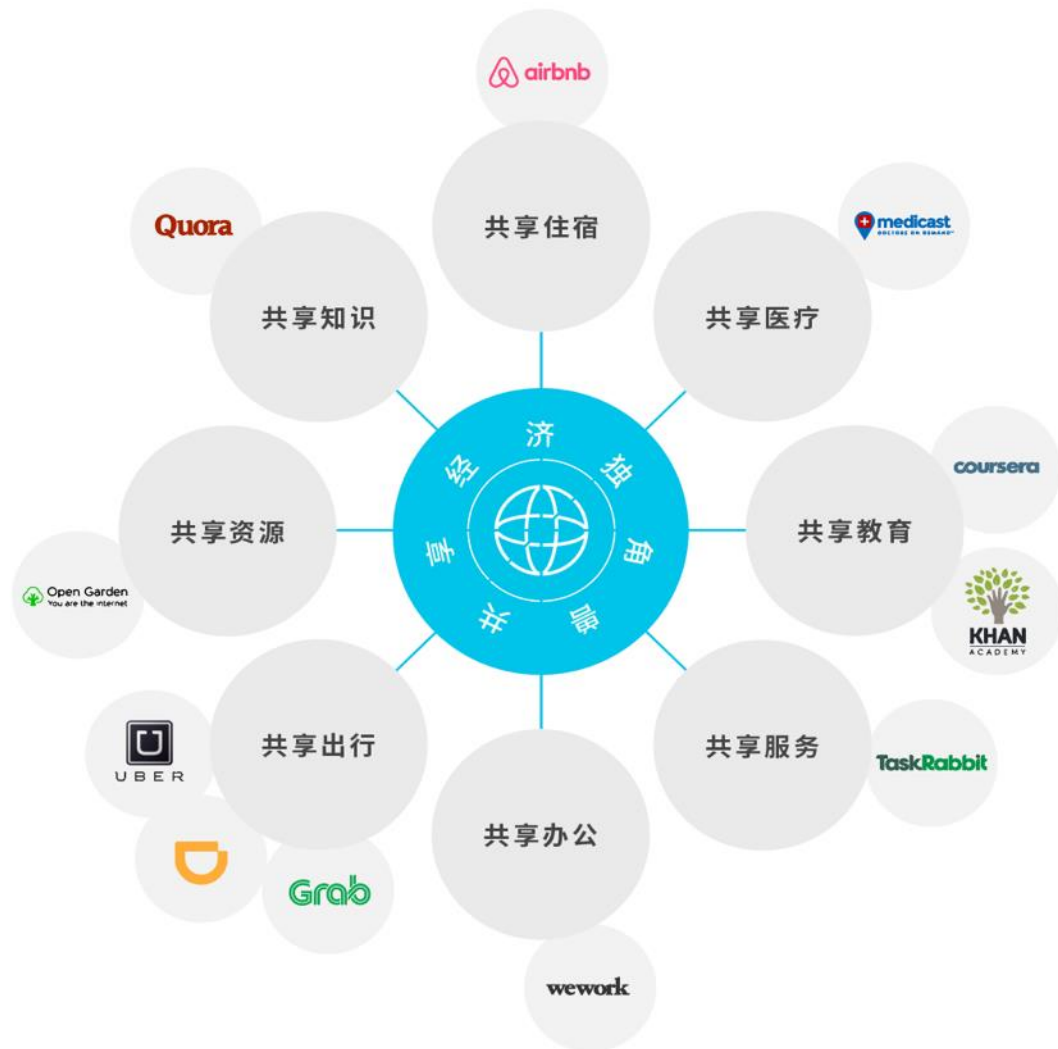 airbnb
共享住宿
medicast
DOCTORS ON DEMAND
共享医疗
coursera
共享教育
KHAN
ACADEMY
共享服务
TaskRabbit
共享办公
wework
共享出行
UBER
Grab
共享资源
Open Garden
You are the internet
共享知识
Quora
共享经济独角兽